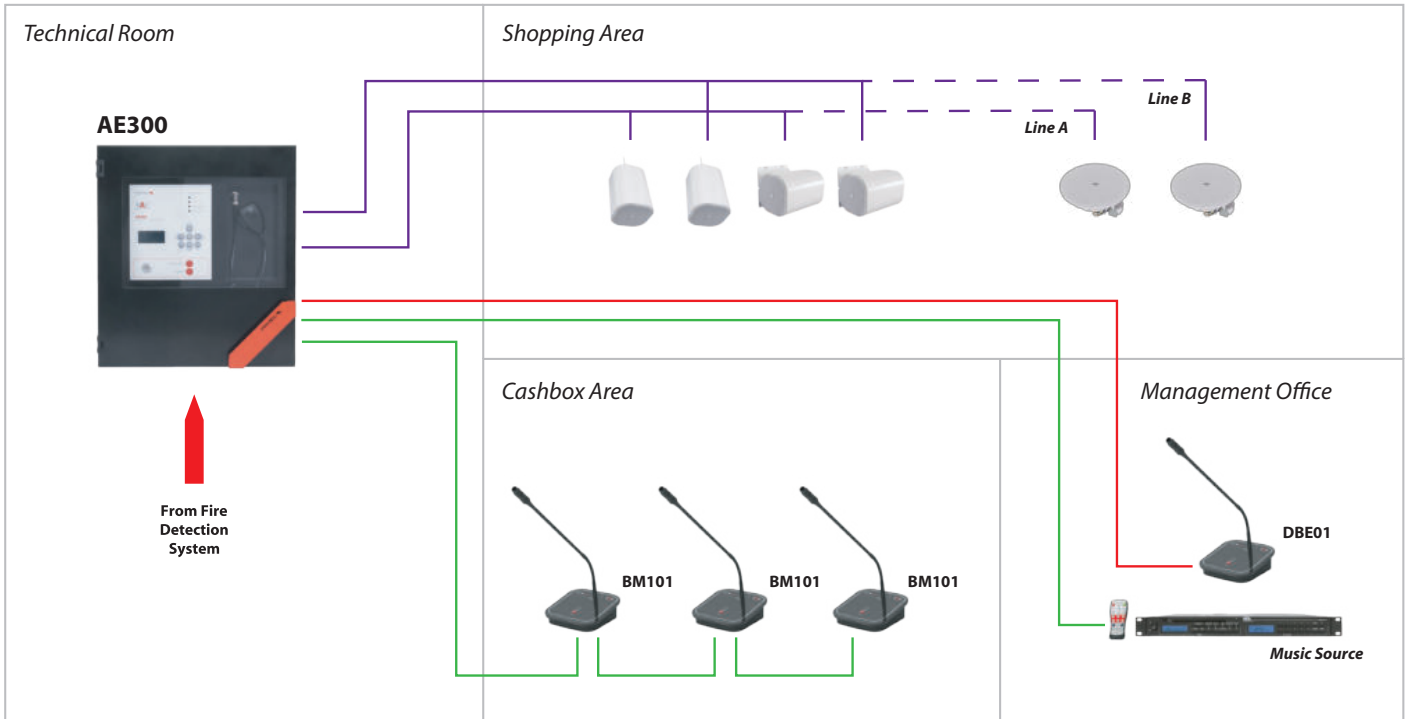 Technical Room
Shopping Area
AE300
Line B
Line A
Cashbox Area
Management Office
From Fire
Detection
System
BM101
BM101
BM101
DBE01
Music Source